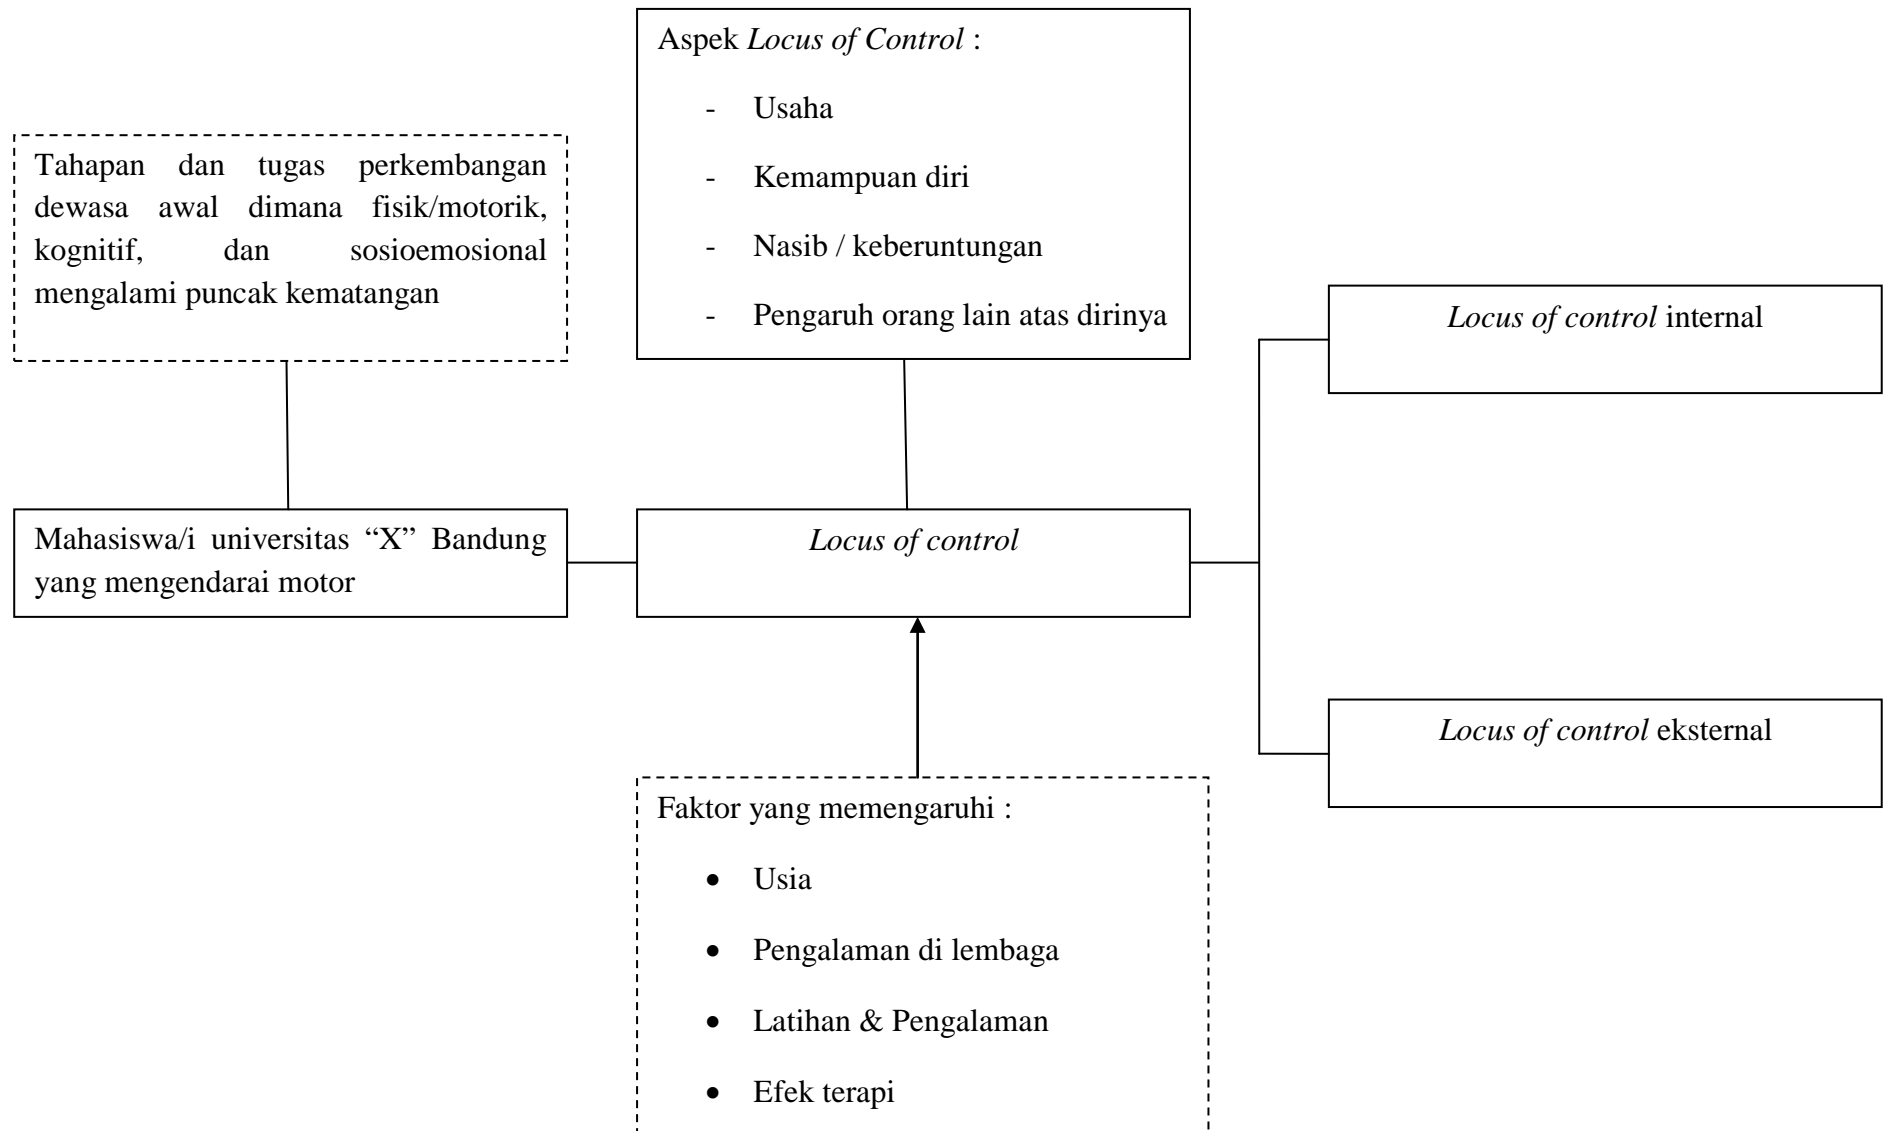 Aspek Locus of Control :
- Usaha
- Kemampuan diri
- Nasib / keberuntungan
- Pengaruh orang lain atas dirinya
Tahapan dan tugas perkembangan
dewasa awal dimana fisik/motorik,
kognitif, dan sosioemosional
mengalami puncak kematangan
Locus of control internal
Mahasiswa/i universitas “X” Bandung
yang mengendarai motor
Locus of control
Locus of control eksternal
Faktor yang memengaruhi :
• Usia
• Pengalaman di lembaga
• Latihan & Pengalaman
• Efek terapi